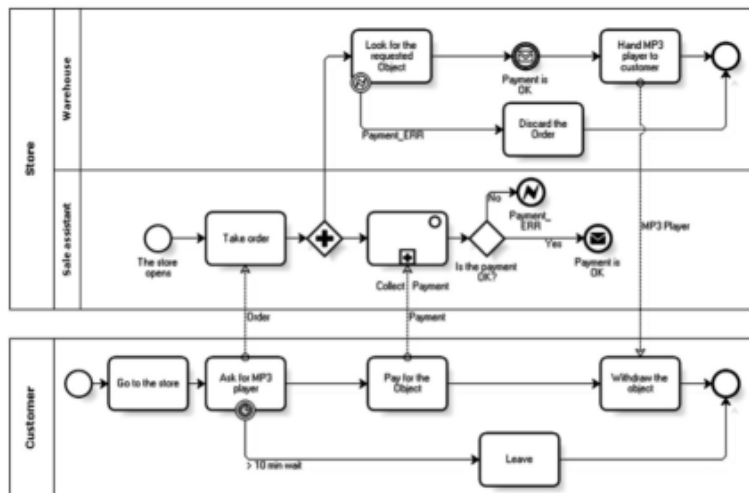 Store
Warehouse
Look for the
requested
Object
Payment is
OK
Hand MP3
player to
customer
Payment_ERR
Discard the
Order
Sale assistant
The store
opens
Take order
Collect Payment
Is the payment
OK?
No
Payment_
ERR
Yes
Payment is
OK
MP3 Player
Order
Payment
Customer
Go to the store
Ask for MP3
player
Pay for the
Object
Withdraw the
object
> 10 min wait
Leave